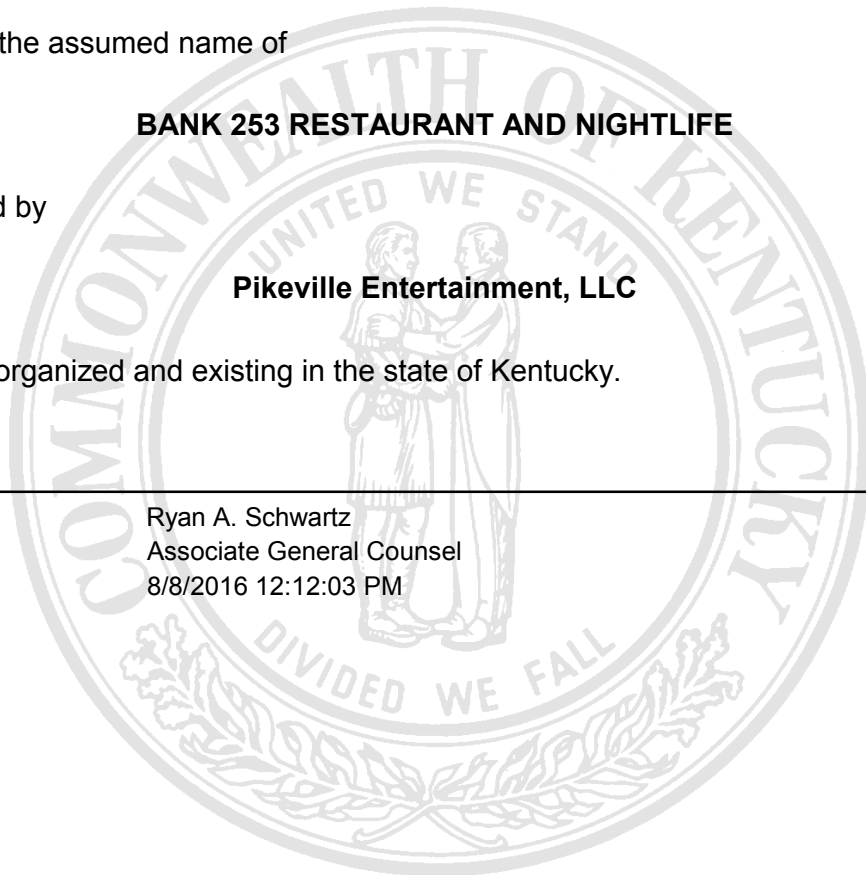 the assumed name of
BANK 253 RESTAURANT AND NIGHTLIFE
d by
Pikeville Entertainment, LLC
organized and existing in the state of Kentucky.
Ryan A. Schwartz
Associate General Counsel
8/8/2016 12:12:03 PM
COMMONWEALTH OF KENTUCKY
UNITED WE STAND
DIVIDED WE FALL